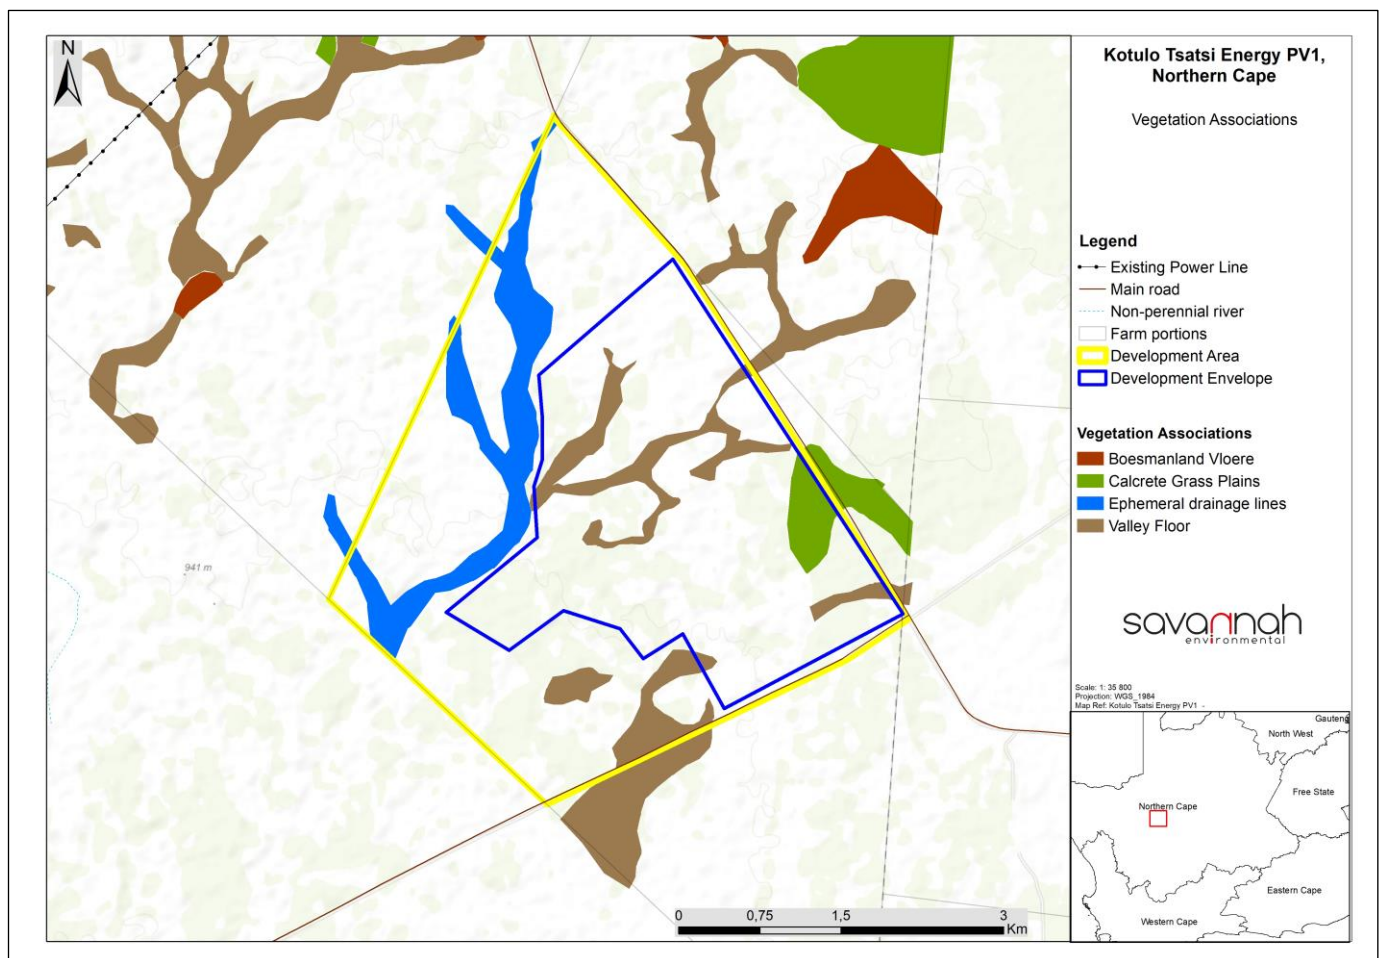 N
941 m
0
0,75
1,5
3
Km
Kotulo Tsatsi Energy PV1,
Northern Cape
Vegetation Associations
Legend
Existing Power Line
Main road
Non-perennial river
Farm portions
Development Area
Development Envelope
Vegetation Associations
Boesmanland Vloere
Calcrete Grass Plains
Ephemeral drainage lines
Valley Floor
savannah
environmental
Scale: 1: 35 800
Projection: WGS_1984
Map Ref: Kotulo Tsatsi Energy PV1 -
Gauteng
North West
Free State
Northern Cape
Eastern Cape
Western Cape